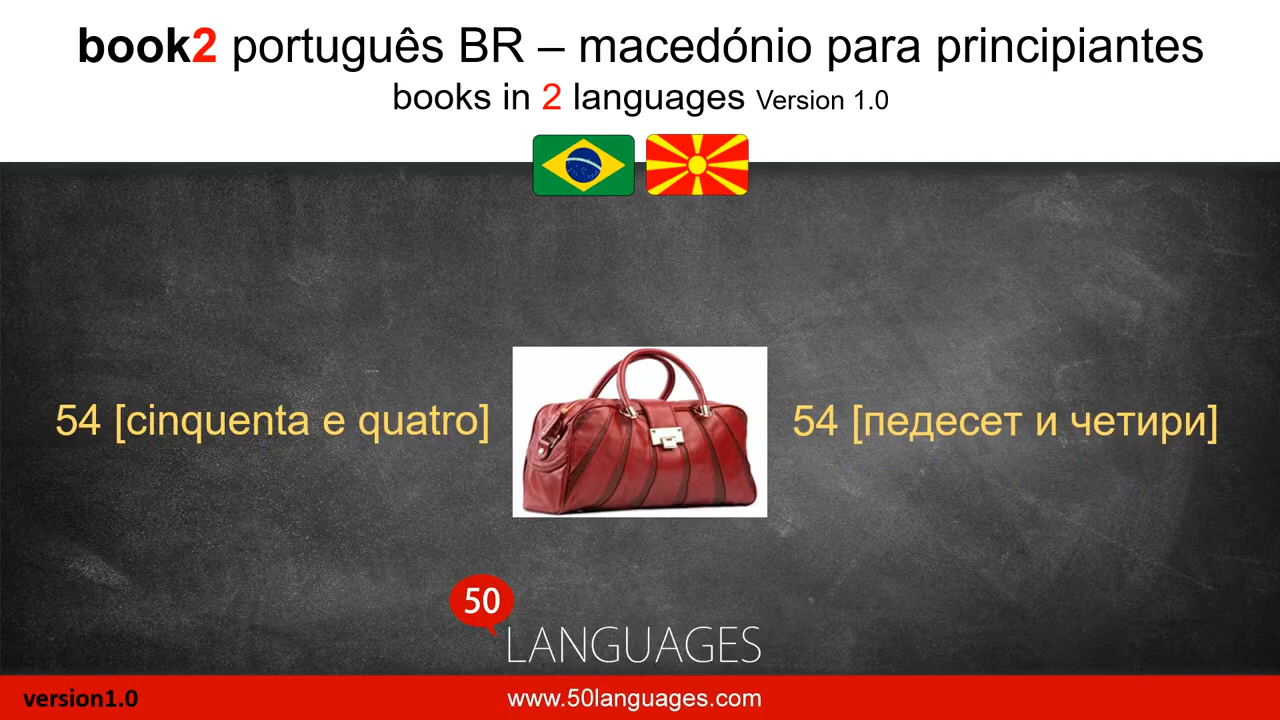 book2 português BR – macedónio para principiantes
books in 2 languages Version 1.0
54 [cinquenta e quatro]
54 [педесет и четири]
50
LANGUAGES
version1.0
www.50languages.com